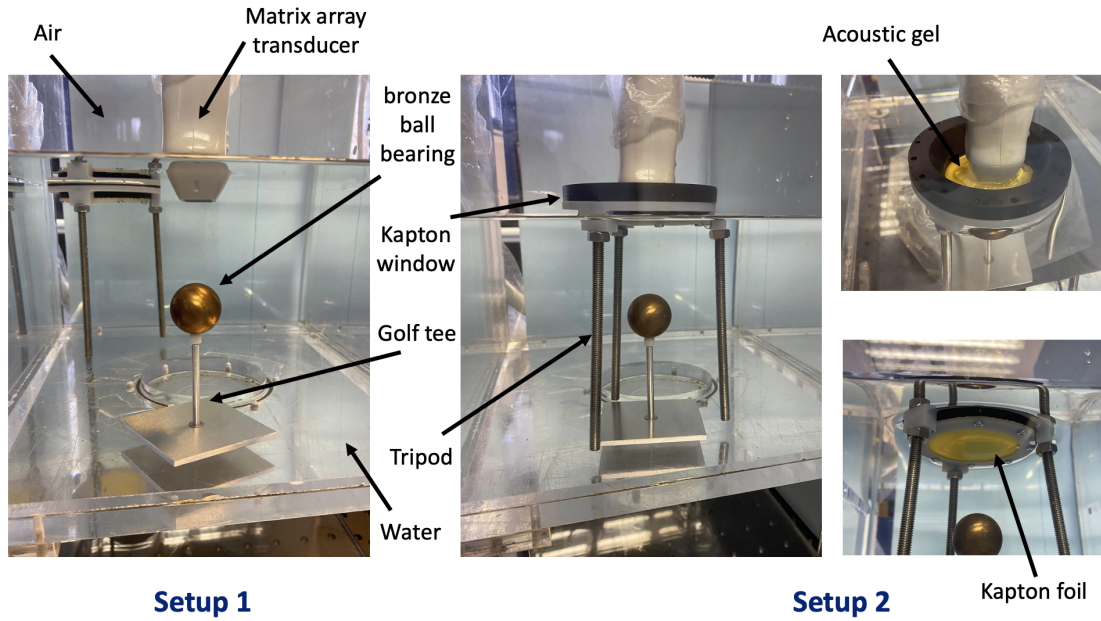 Air
Matrix array
transducer
Acoustic gel
bronze
ball
bearing
Kapton
window
Golf tee
Tripod
Water
Kapton foil
Setup 1
Setup 2